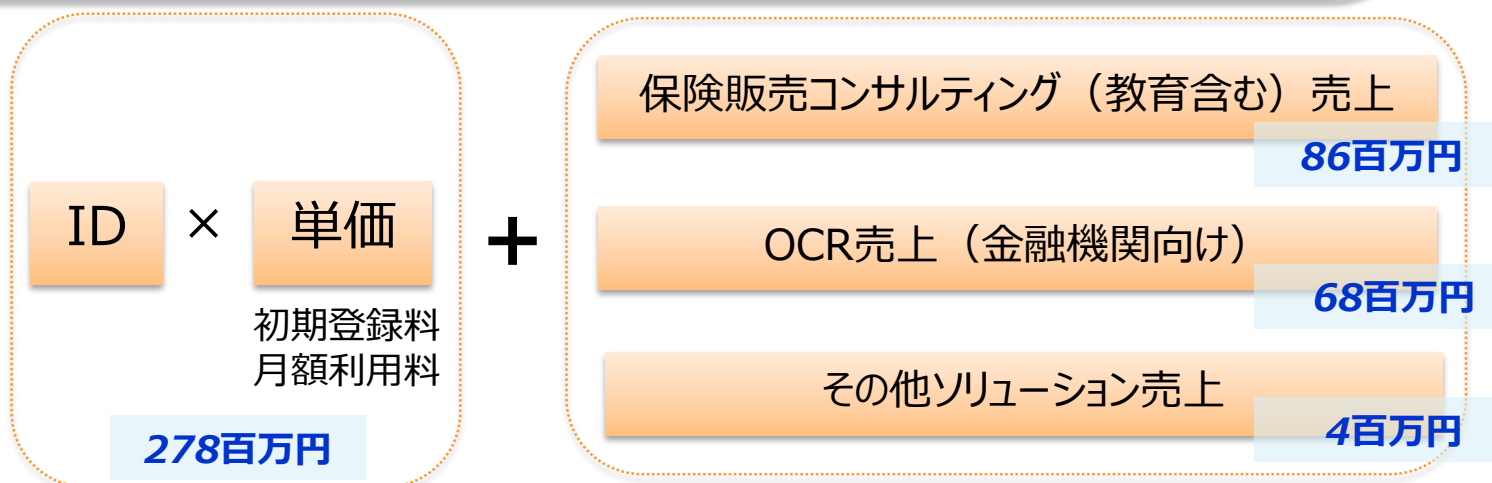 ID × 単価
初期登録料
月額利用料
278百万円
+
保険販売コンサルティング（教育含む）売上
86百万円
OCR売上（金融機関向け）
68百万円
その他ソリューション売上
4百万円